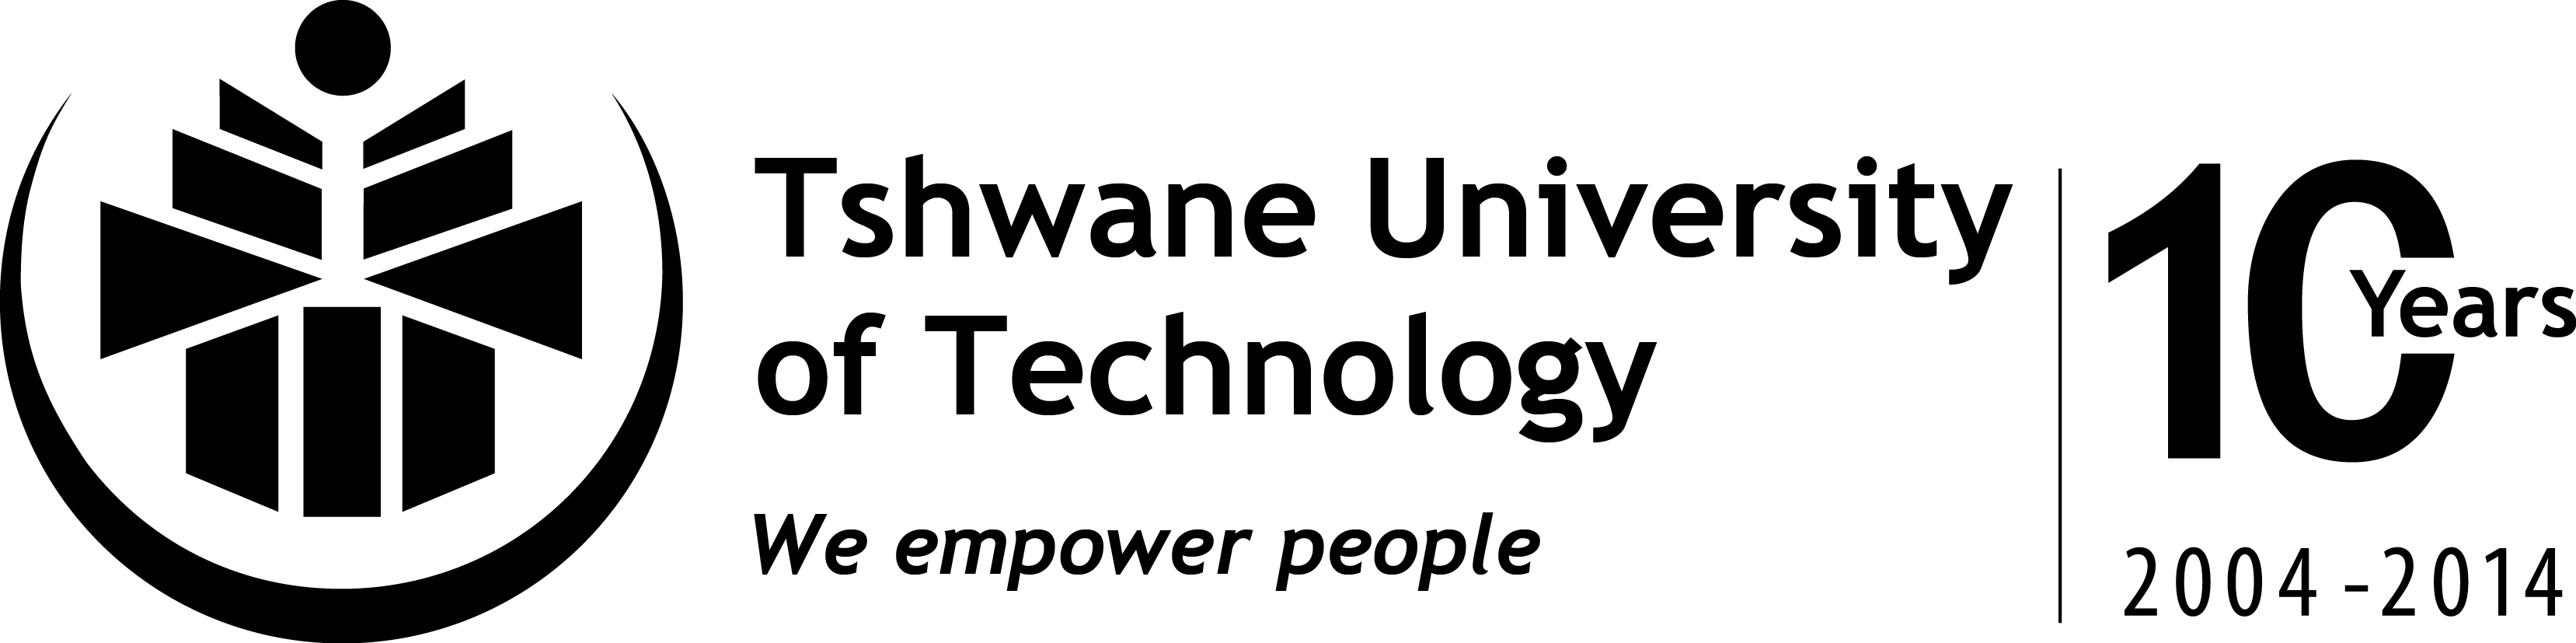 Tshwane University
of Technology
We empower people
10
Years
2004 -2014